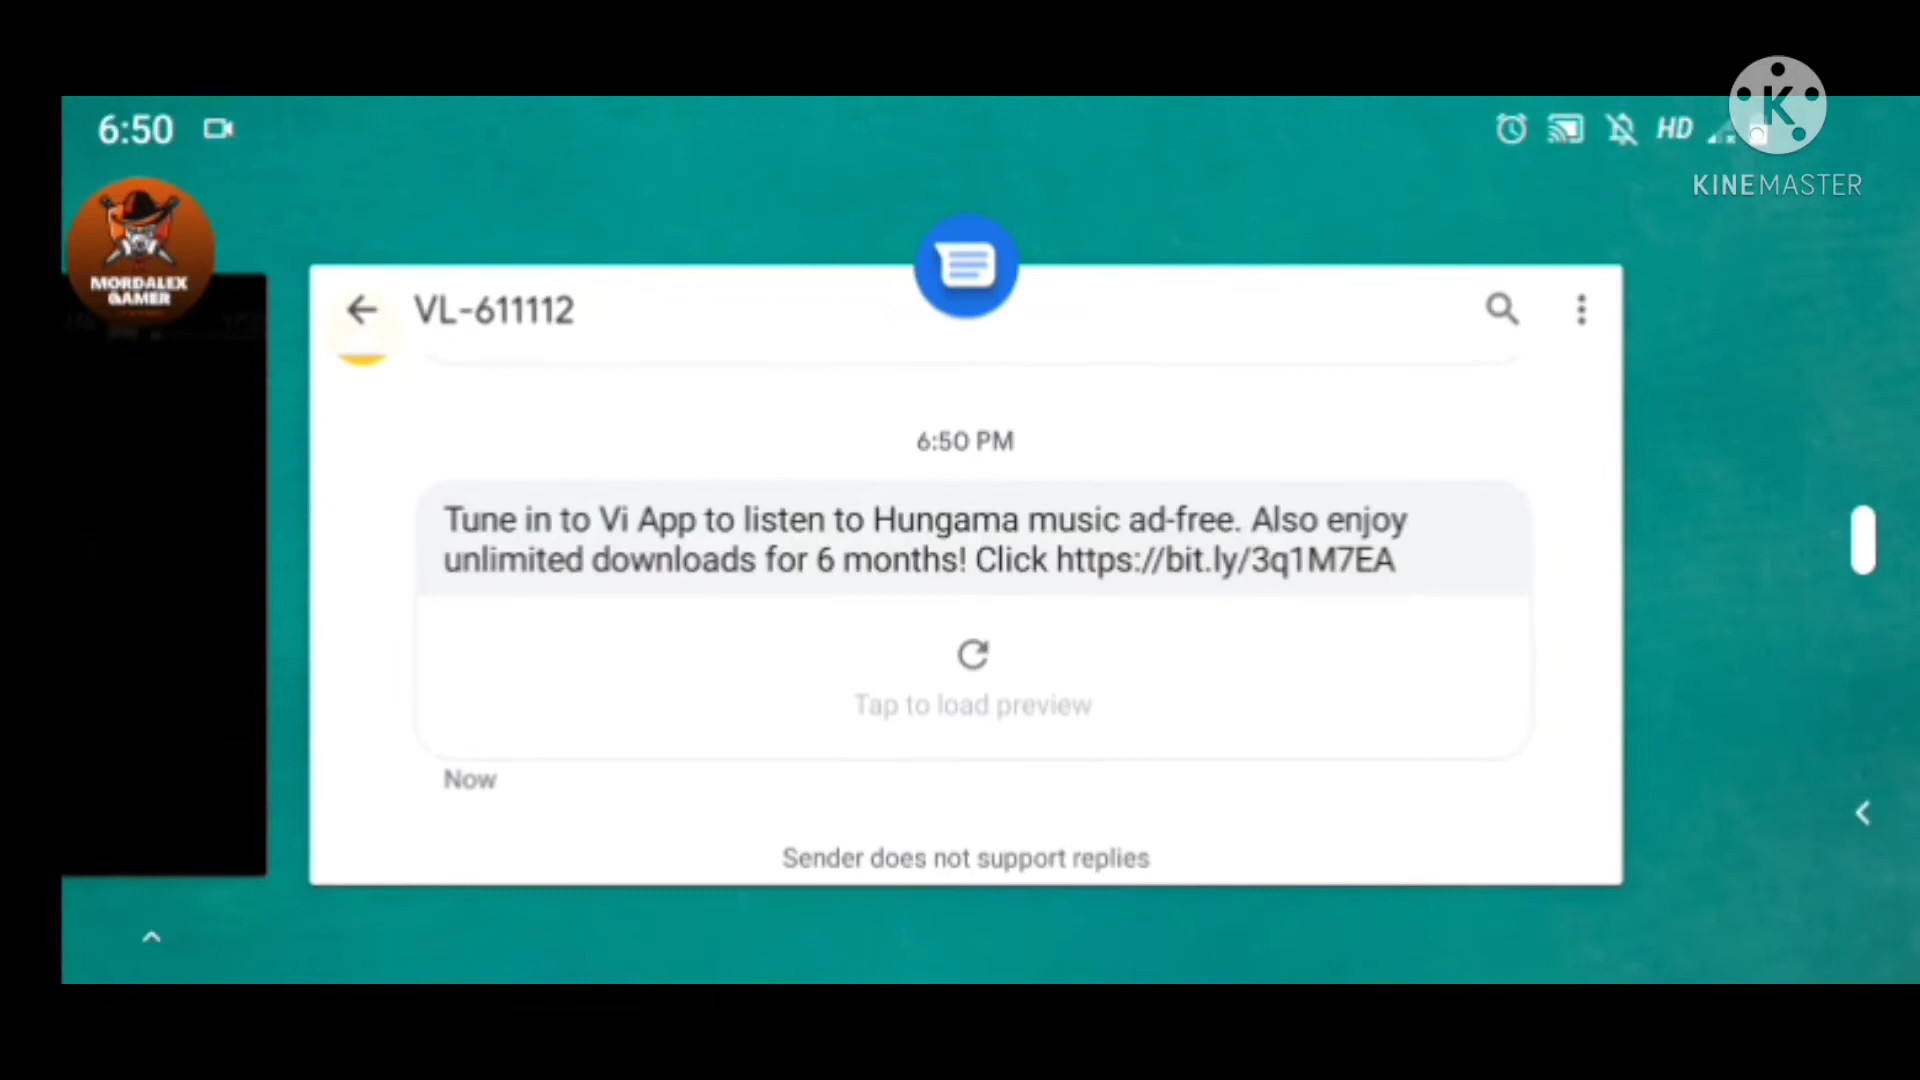 6:50
HD
KINEMASTER
MORDALEX
GAMER
VL-611112
6:50 PM
Tune in to Vi App to listen to Hungama music ad-free. Also enjoy
unlimited downloads for 6 months! Click https://bit.ly/3q1M7EA
Tap to load preview
Now
Sender does not support replies